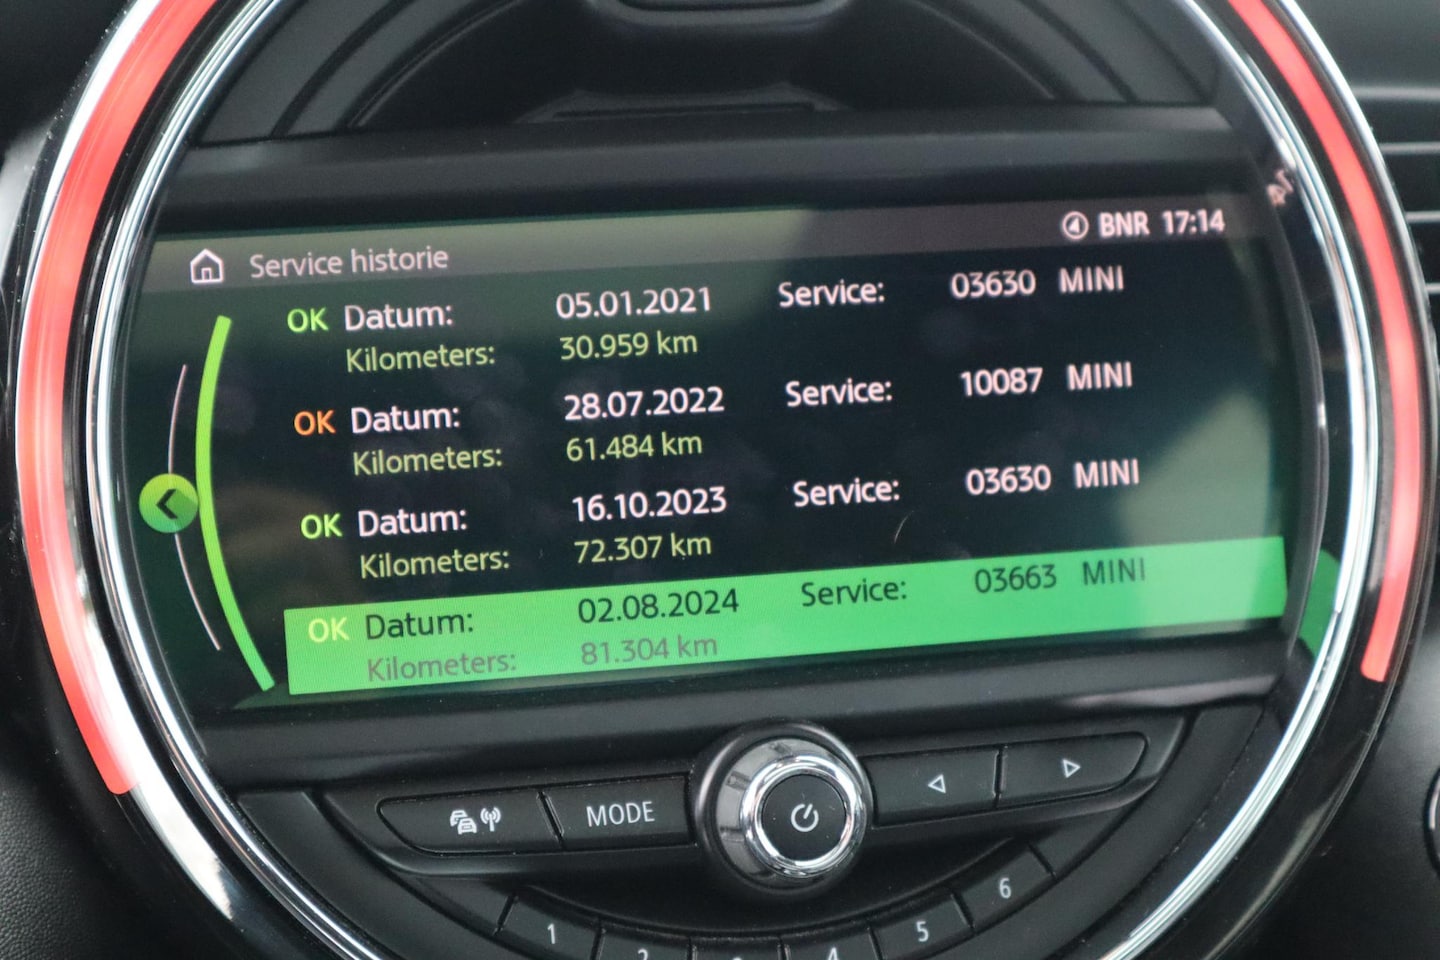 Service historie BNR 17:14
OK Datum: 05.01.2021 Service: 03630 MINI
Kilometers: 30.959 km
OK Datum: 28.07.2022 Service: 10087 MINI
Kilometers: 61.484 km
OK Datum: 16.10.2023 Service: 03630 MINI
Kilometers: 72.307 km
OK Datum: 02.08.2024 Service: 03663 MINI
Kilometers: 81.304 km
MODE
1 2 4 5 6